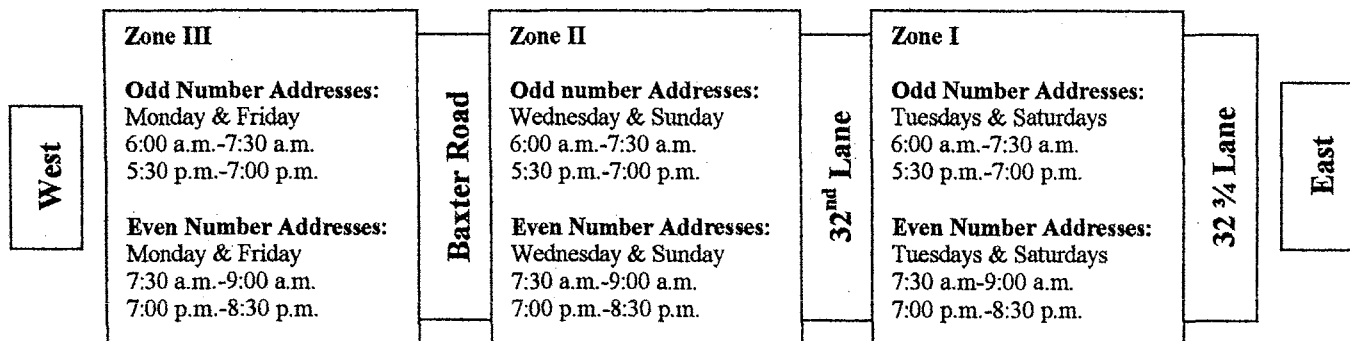 West
Zone III
Odd Number Addresses:
Monday & Friday
6:00 a.m.-7:30 a.m.
5:30 p.m.-7:00 p.m.
Even Number Addresses:
Monday & Friday
7:30 a.m.-9:00 a.m.
7:00 p.m.-8:30 p.m.
Baxter Road
Zone II
Odd number Addresses:
Wednesday & Sunday
6:00 a.m.-7:30 a.m.
5:30 p.m.-7:00 p.m.
Even Number Addresses:
Wednesday & Sunday
7:30 a.m.-9:00 a.m.
7:00 p.m.-8:30 p.m.
32nd Lane
Zone I
Odd Number Addresses:
Tuesdays & Saturdays
6:00 a.m.-7:30 a.m.
5:30 p.m.-7:00 p.m.
Even Number Addresses:
Tuesdays & Saturdays
7:30 a.m-9:00 a.m.
7:00 p.m.-8:30 p.m.
32 ¾ Lane
East